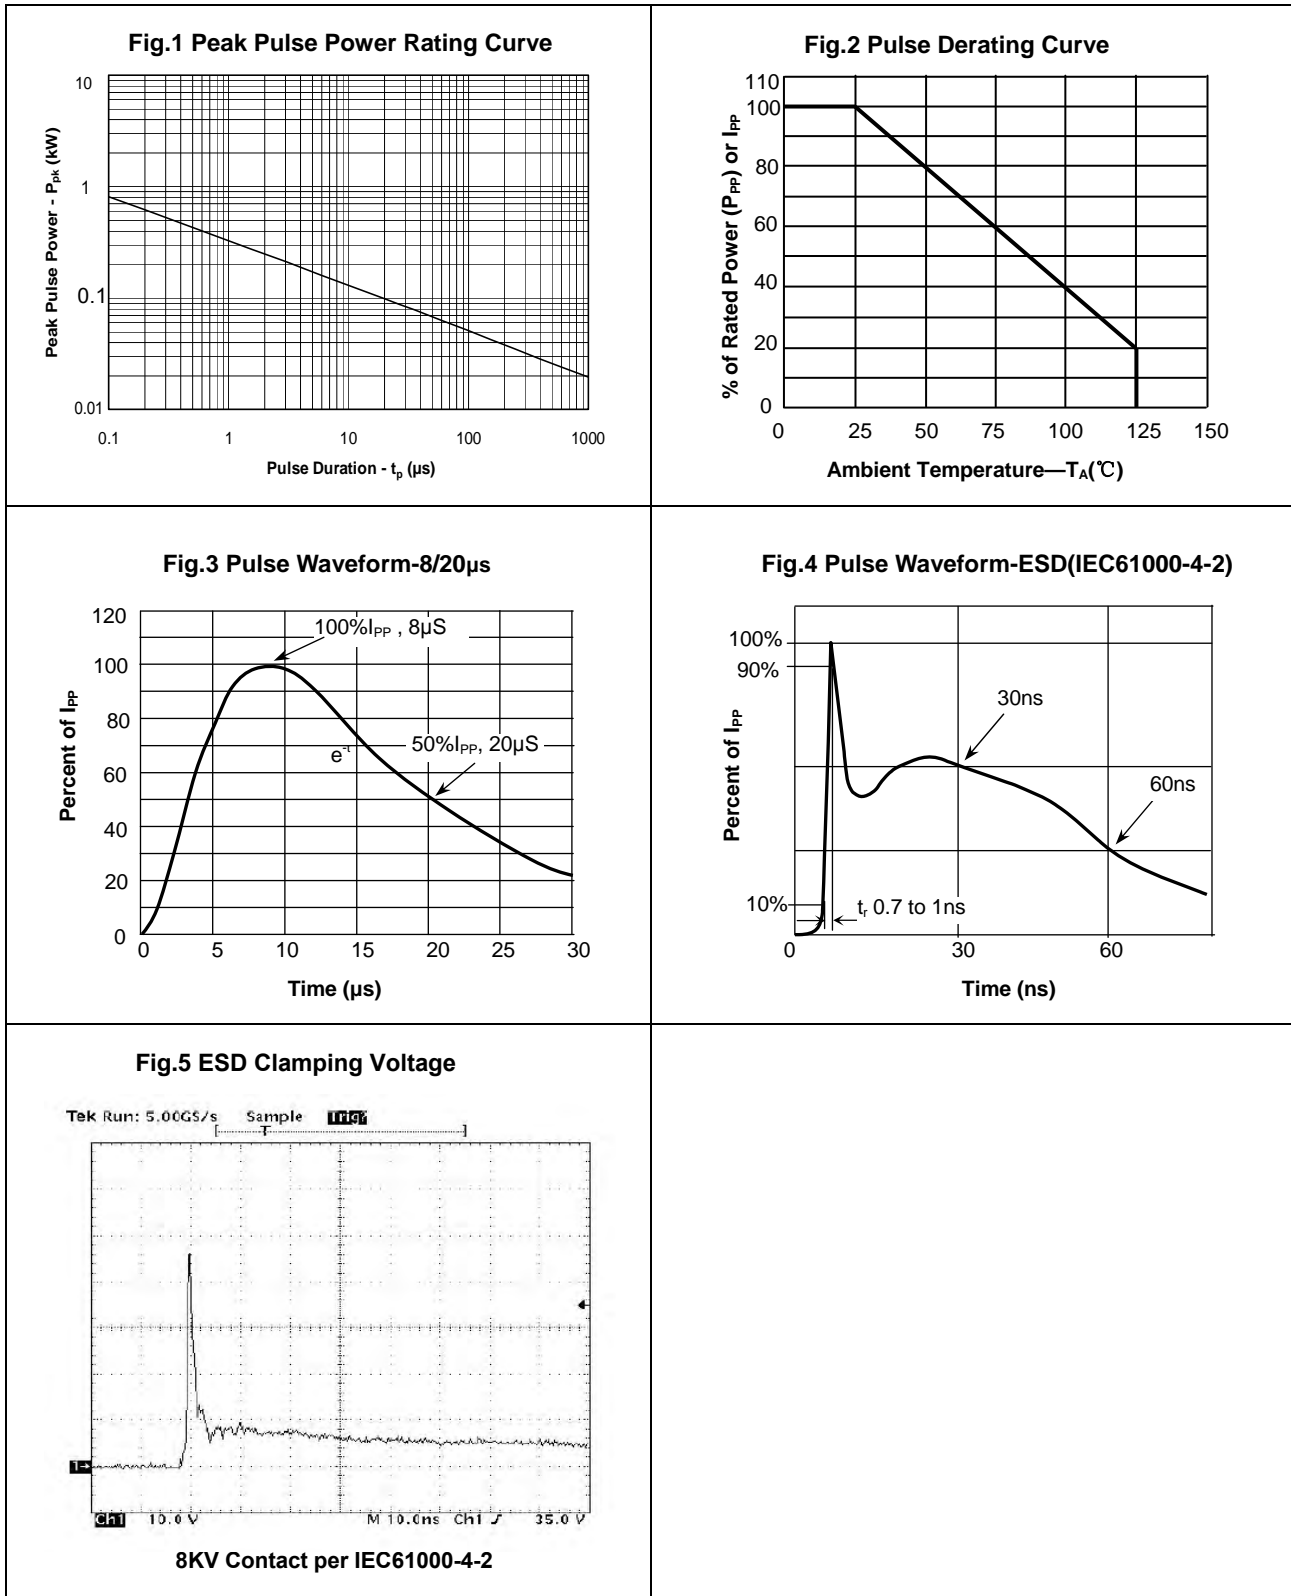 Fig.1 Peak Pulse Power Rating Curve
Peak Pulse Power - Ppk (kW)
10
1
0.1
0.01
0.1 1 10 100 1000
Pulse Duration - tp (µs)
Fig.2 Pulse Derating Curve
% of Rated Power (PPP) or IPP
110
100
80
60
40
20
0
0 25 50 75 100 125 150
Ambient Temperature—TA(℃)
Fig.3 Pulse Waveform-8/20µs
Percent of IPP
120
100
80
60
40
20
0
100%IPP , 8µS
e-t
50%IPP, 20µS
0 5 10 15 20 25 30
Time (µs)
Fig.4 Pulse Waveform-ESD(IEC61000-4-2)
Percent of IPP
100%
90%
10%
30ns
60ns
tr 0.7 to 1ns
0 30 60
Time (ns)
Fig.5 ESD Clamping Voltage
Tek Run: 5.00GS/s Sample Trig?
T
1
Ch1 10.0 V M 10.0ns Ch1 35.0 V
8KV Contact per IEC61000-4-2